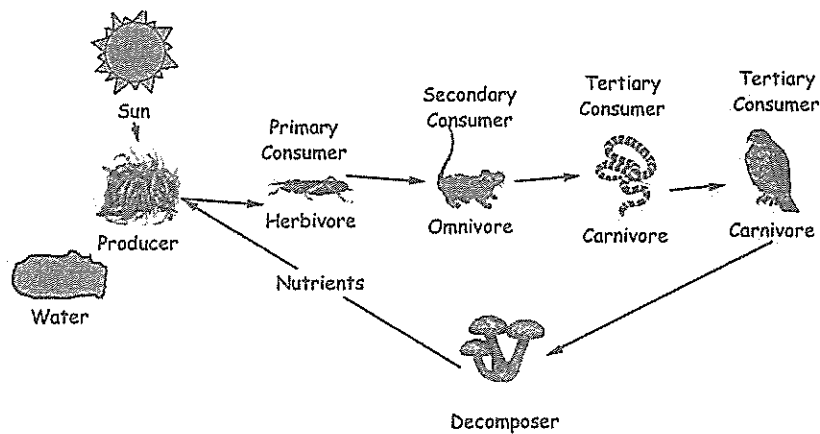 Sun
Producer
Water
Primary
Consumer
Herbivore
Secondary
Consumer
Omnivore
Tertiary
Consumer
Carnivore
Tertiary
Consumer
Carnivore
Nutrients
Decomposer